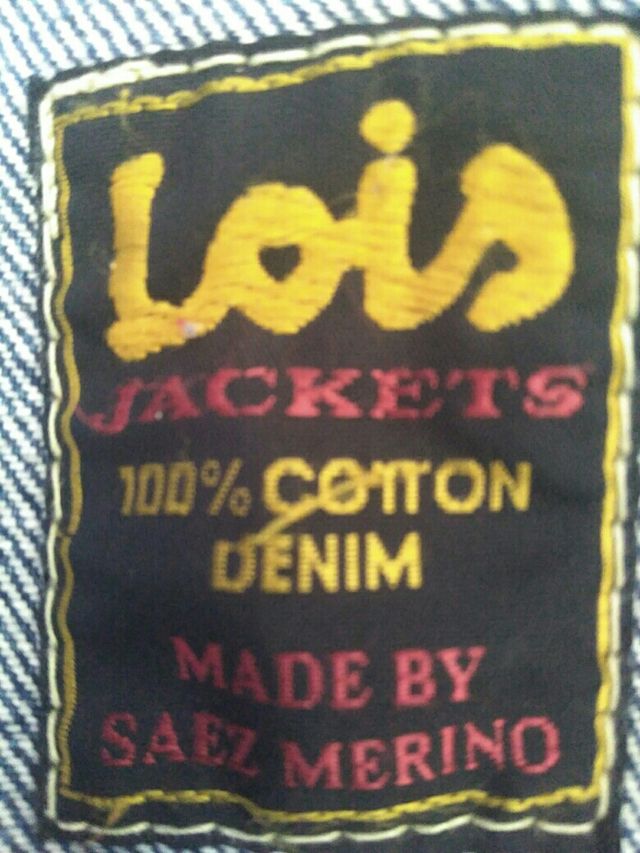 Lois
JACKETS
100% COTTON
DENIM
MADE BY
SAEZ MERINO